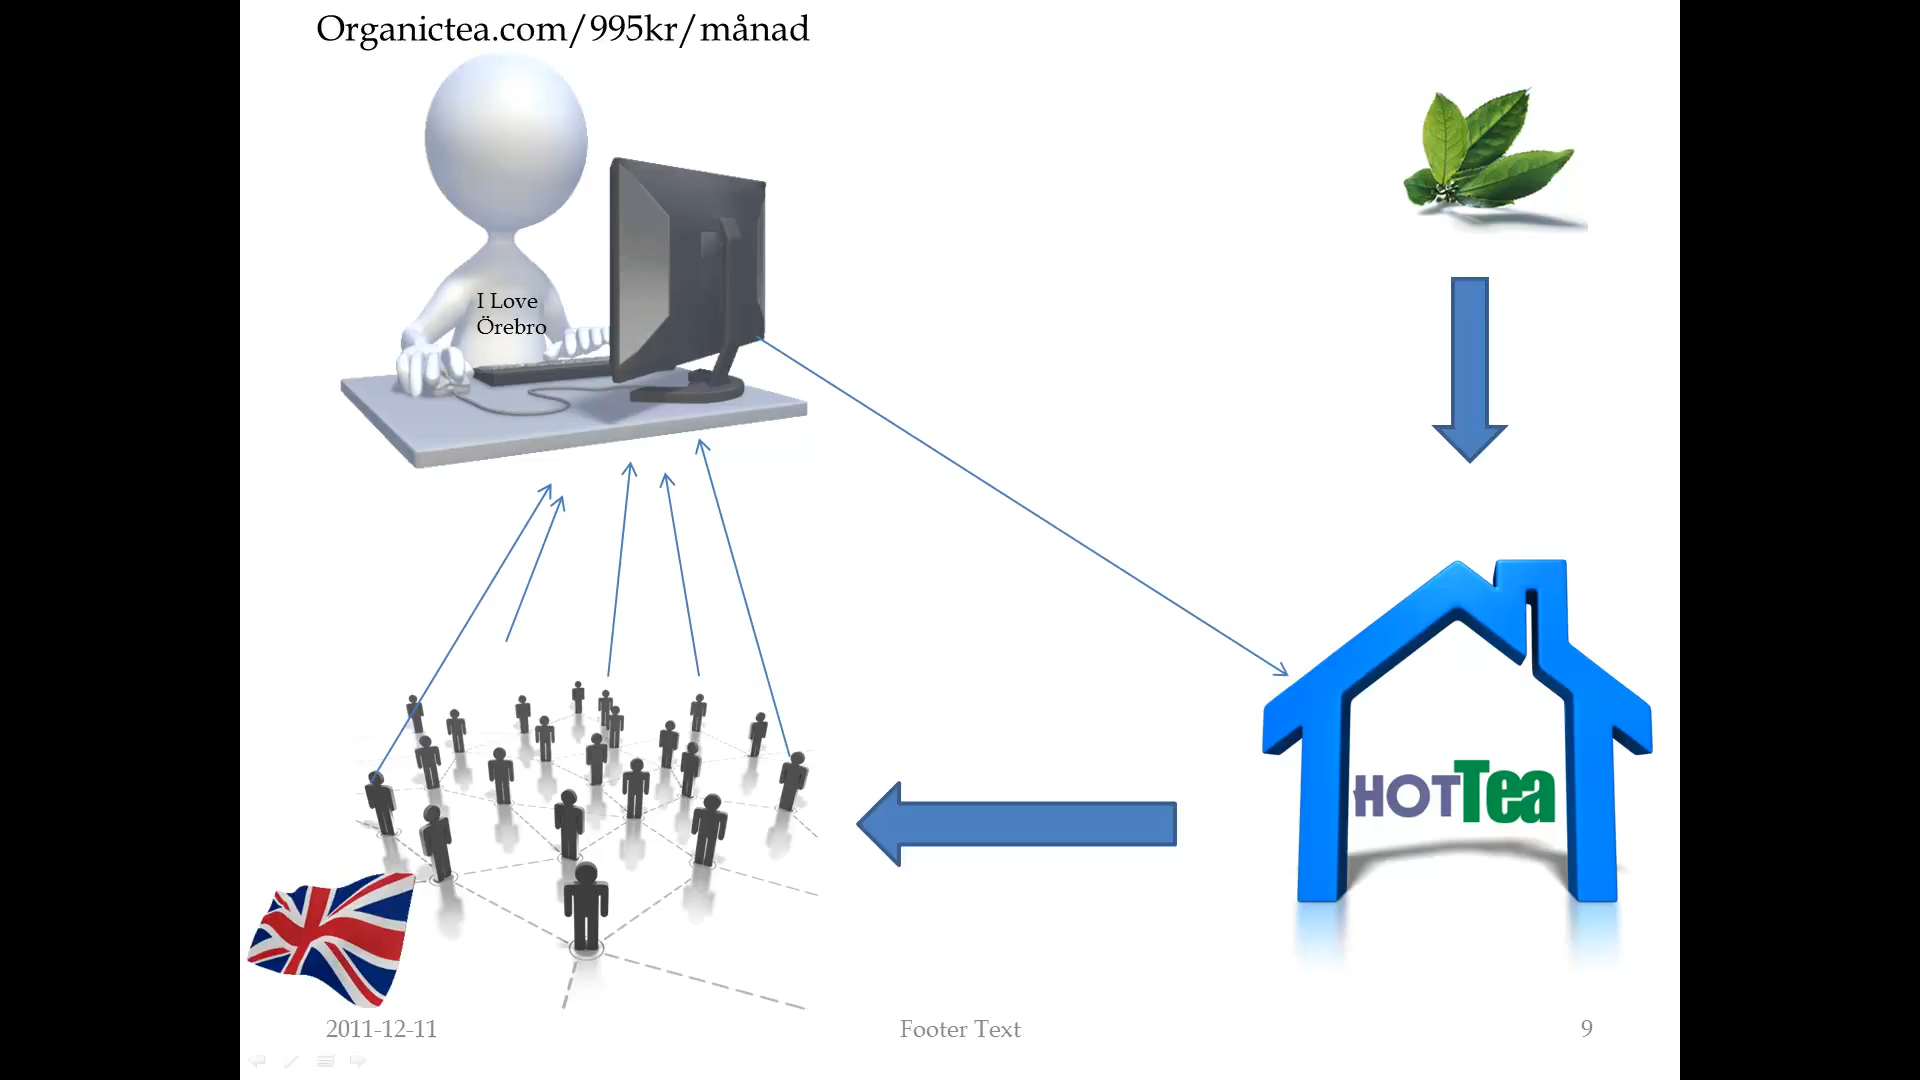 Organictea.com/995kr/månad
I Love
Örebro
HOTTea
2011-12-11
Footer Text
9